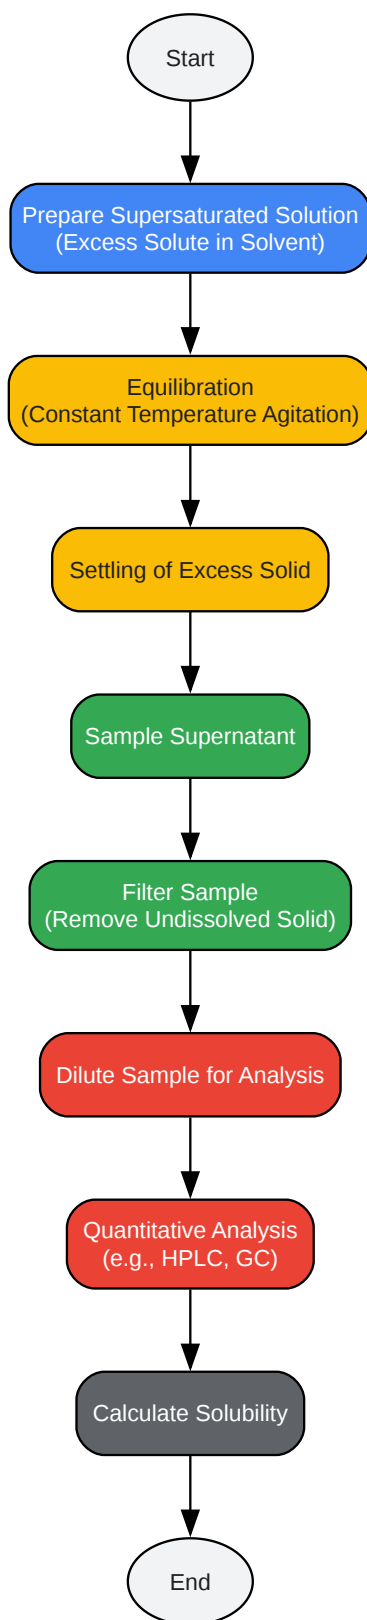 Start
Prepare Supersaturated Solution
(Excess Solute in Solvent)
Equilibration
(Constant Temperature Agitation)
Settling of Excess Solid
Sample Supernatant
Filter Sample
(Remove Undissolved Solid)
Dilute Sample for Analysis
Quantitative Analysis
(e.g., HPLC, GC)
Calculate Solubility
End